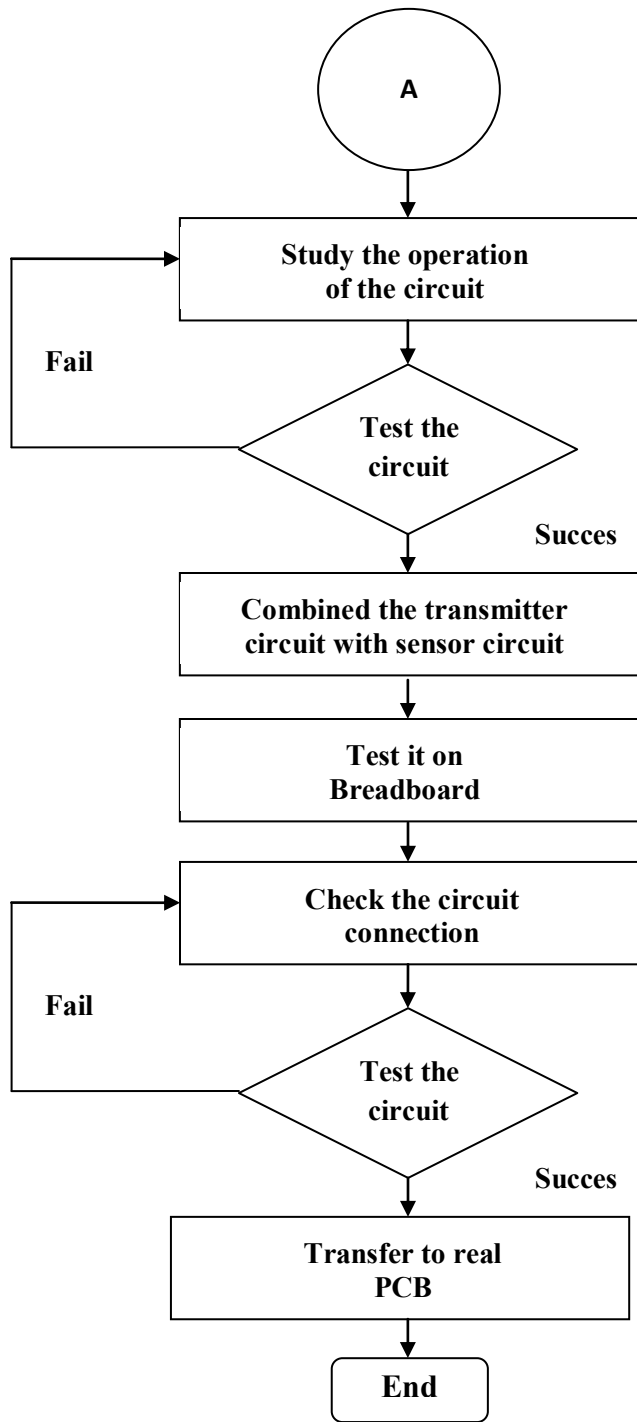 A
Study the operation
of the circuit
Fail
Test the
circuit
Succes
Combined the transmitter
circuit with sensor circuit
Test it on
Breadboard
Check the circuit
connection
Fail
Test the
circuit
Succes
Transfer to real
PCB
End